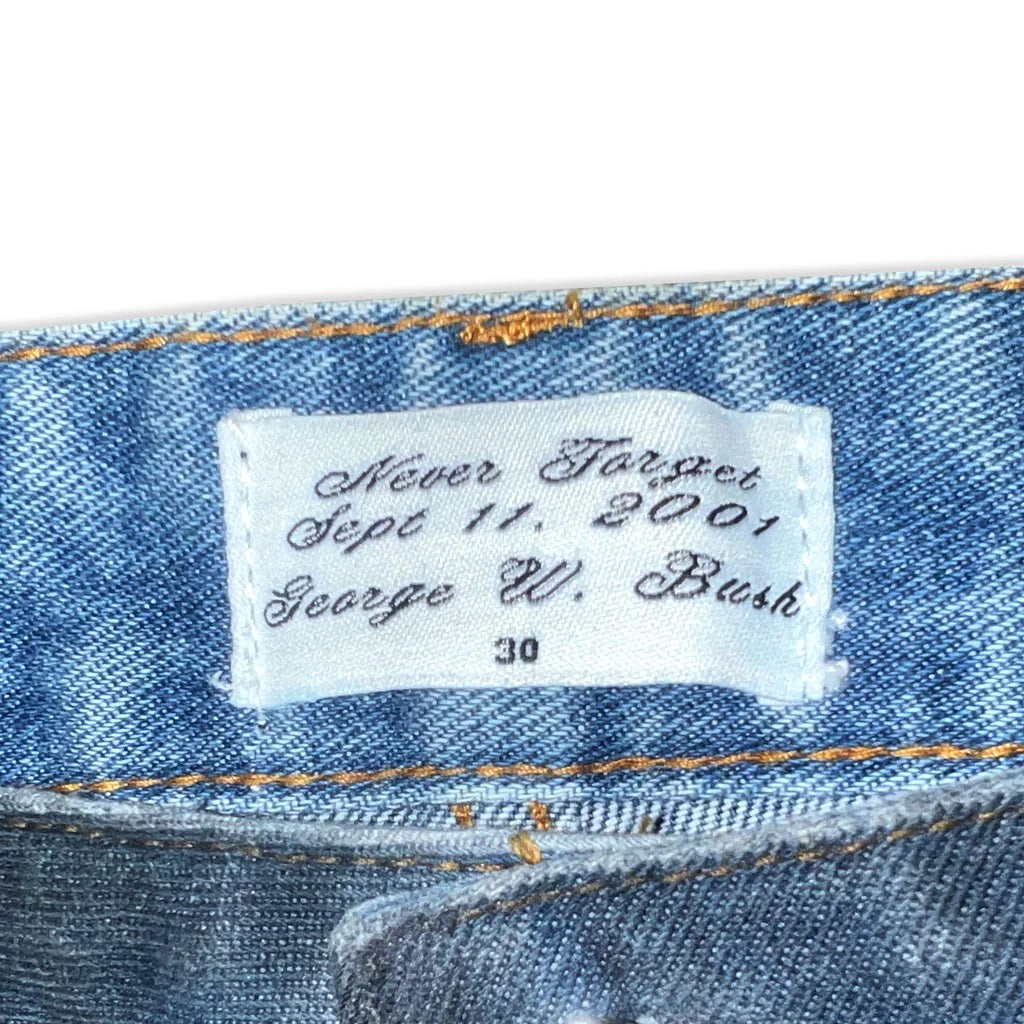 Never Forget
Sept 11, 2001
George W. Bush
30